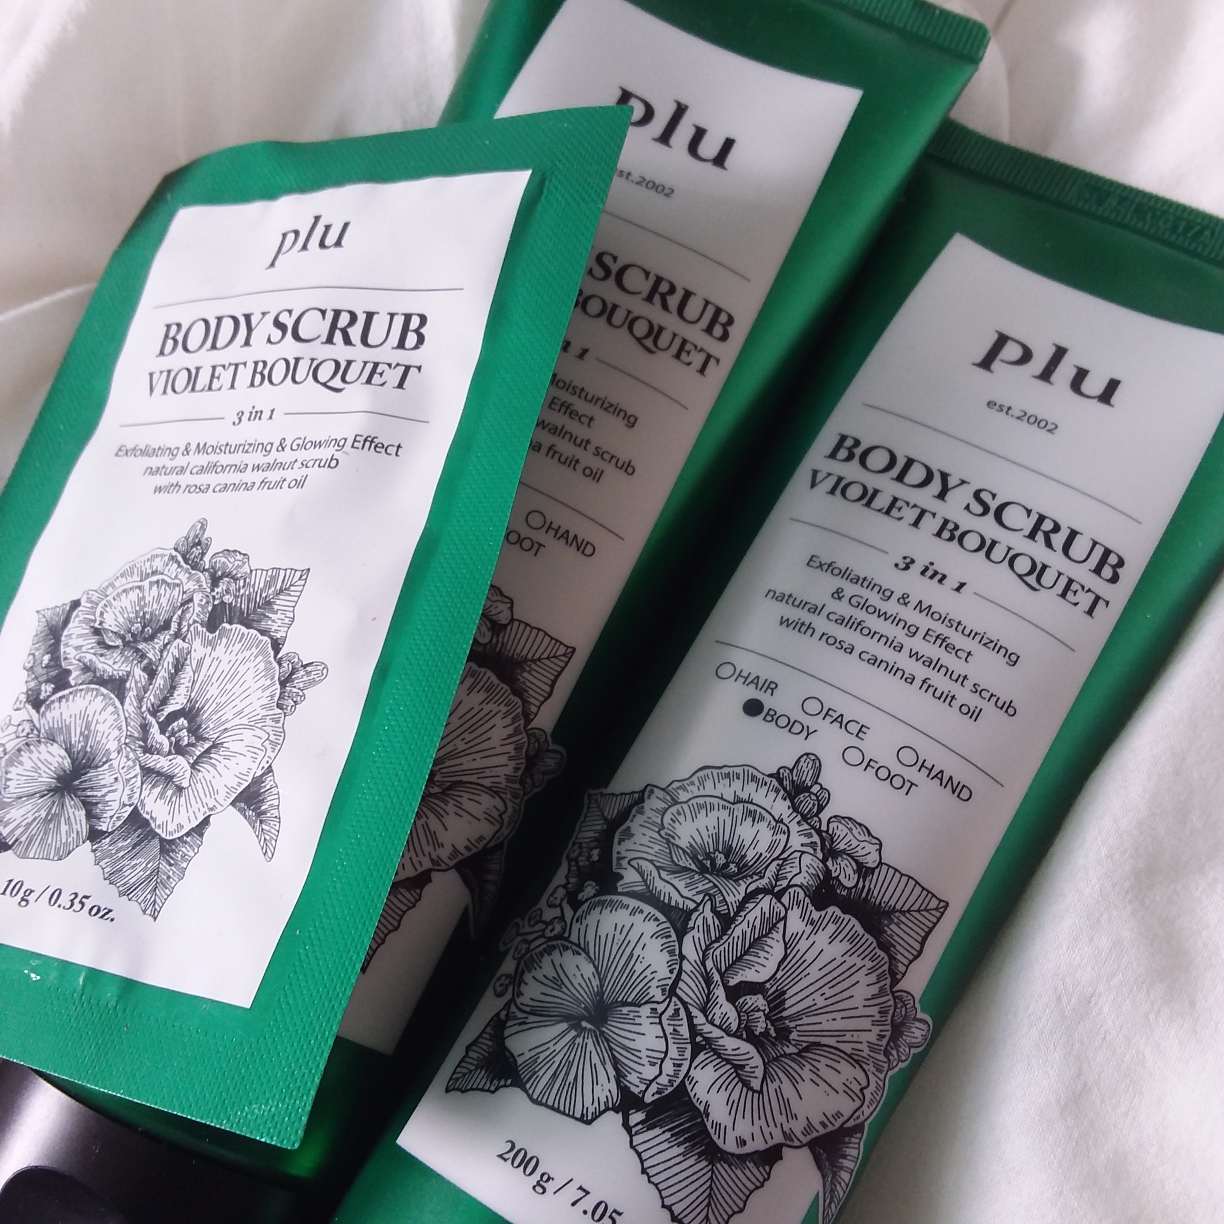 plu
BODY SCRUB
VIOLET BOUQUET
3 in 1
Exfoliating & Moisturizing & Glowing Effect
natural california walnut scrub
with rosa canina fruit oil
10g / 0.35 oz.
plu
est.2002
SCRUB
BOUQUET
1
Moisturizing
Effect
walnut scrub
fruit oil
HAND
plu
est.2002
BODY SCRUB
VIOLET BOUQUET
3 in 1
Exfoliating & Moisturizing
& Glowing Effect
natural california walnut scrub
with rosa canina fruit oil
○HAIR ○FACE ○HAND
●BODY ○FOOT
200g / 7.05